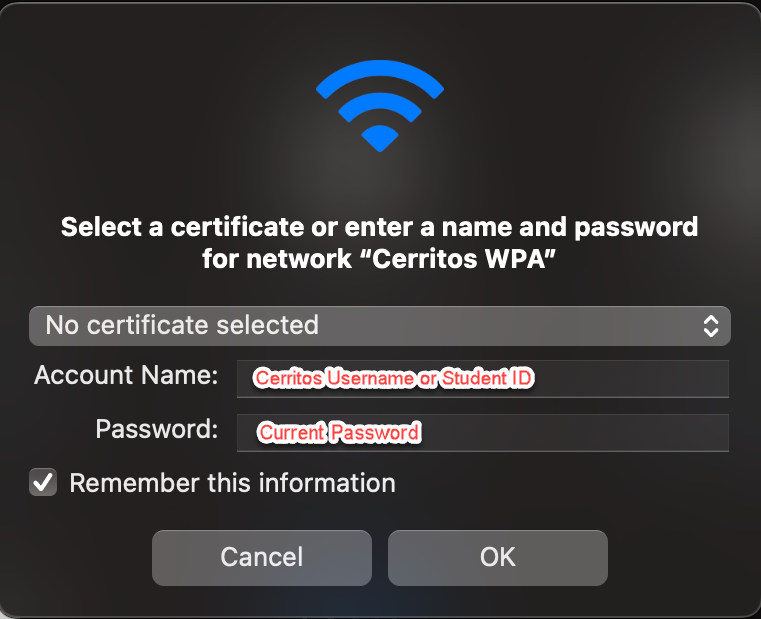 Select a certificate or enter a name and password
for network “Cerritos WPA”
No certificate selected
Account Name: Cerritos Username or Student ID
Password: Current Password
Remember this information
Cancel OK